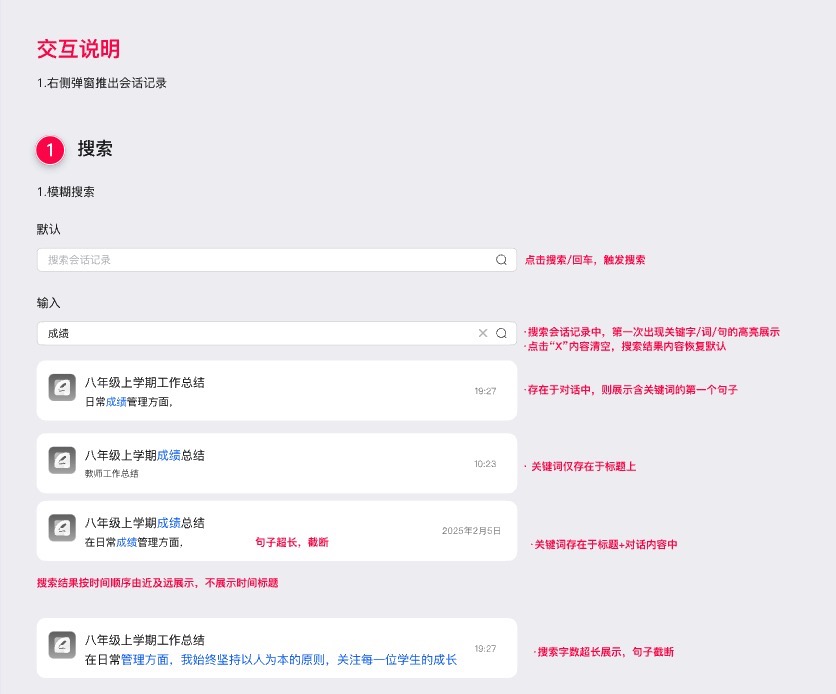 交互说明
1.右侧弹窗推出会话记录
1 搜索
1.模糊搜索
默认
搜索会话记录
点击搜索/回车，触发搜索
输入
成绩
·搜索会话记录中，第一次出现关键字/词/句的高亮展示
·点击“X”内容清空，搜索结果内容恢复默认
八年级上学期工作总结
日常成绩管理方面,
19:27
·存在于对话中，则展示含关键词的第一个句子
八年级上学期成绩总结
教师工作总结
10:23
· 关键词仅存在于标题上
八年级上学期成绩总结
在日常成绩管理方面,
句子超长，截断
2025年2月5日
·关键词存在于标题+对话内容中
搜索结果按时间顺序由近及远展示，不展示时间标题
八年级上学期工作总结
在日常管理方面，我始终坚持以人为本的原则，关注每一位学生的成长
19:27
·搜索字数超长展示，句子截断